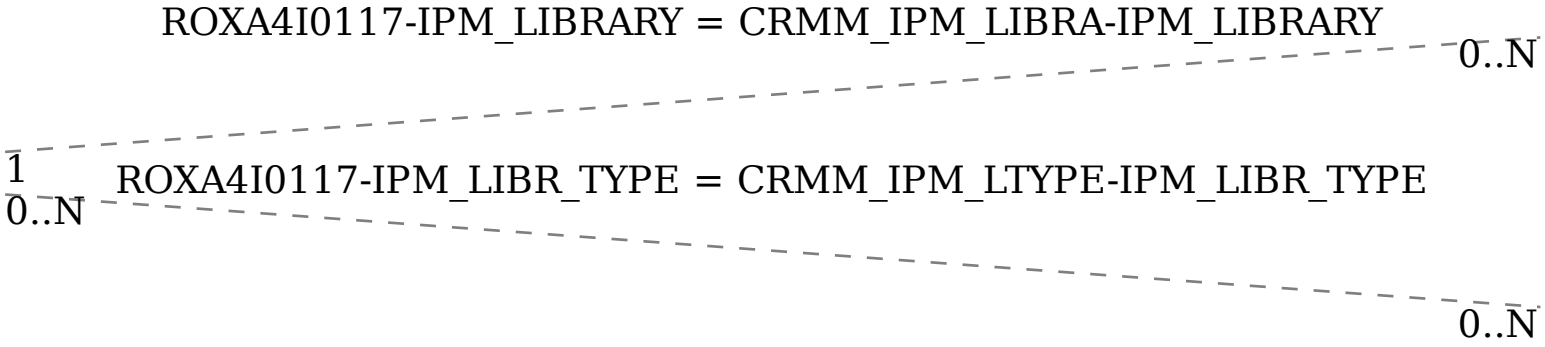 ROXA4I0117-IPM_LIBRARY = CRMM_IPM_LIBRA-IPM_LIBRARY
0..N
1
ROXA4I0117-IPM_LIBR_TYPE = CRMM_IPM_LTYPE-IPM_LIBR_TYPE
0..N
0..N